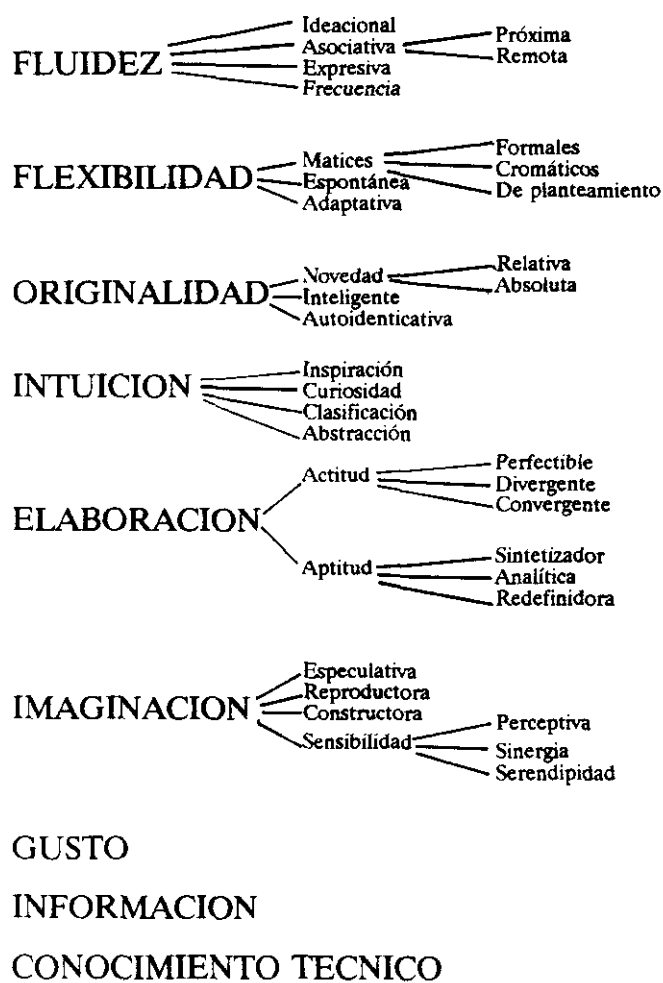 Ideacional
Próxima
Asociativa
Remota
FLUIDEZ
Expresiva
Frecuencia
Formales
Matices
Cromáticos
FLEXIBILIDAD
Espontánea
De planteamiento
Adaptativa
Relativa
Novedad
Absoluta
ORIGINALIDAD
Inteligente
Autoidenticativa
Inspiración
INTUICION
Curiosidad
Clasificación
Abstracción
Perfectible
Actitud
Divergente
Convergente
ELABORACION
Sintetizador
Aptitud
Analítica
Redefinidora
Especulativa
Reproductora
IMAGINACION
Constructora
Perceptiva
Sensibilidad
Sinergia
Serendipidad
GUSTO
INFORMACION
CONOCIMIENTO TECNICO